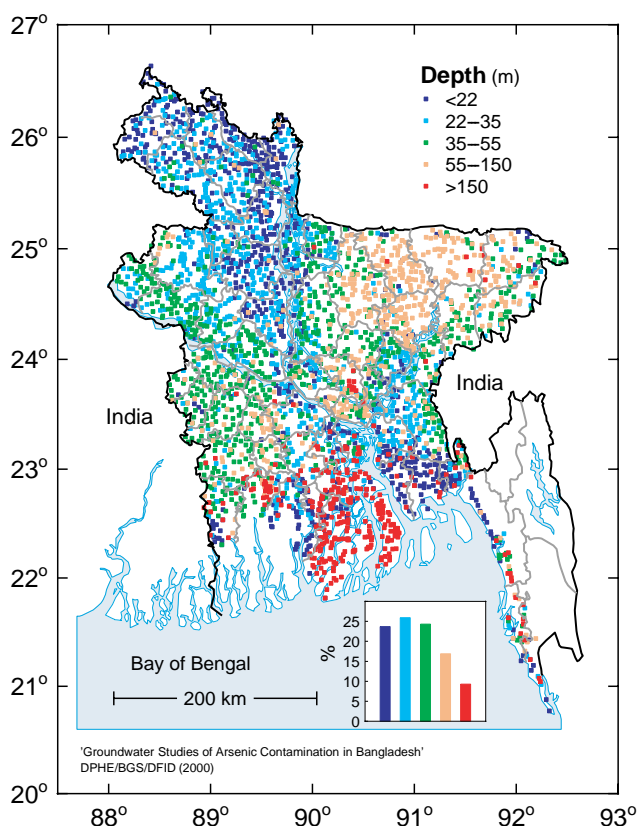 27°
26°
25°
24°
23°
22°
21°
20°
Depth (m)
<22
22–35
35–55
55–150
>150
India
India
Bay of Bengal
200 km
%
25
20
15
10
5
0
'Groundwater Studies of Arsenic Contamination in Bangladesh'
DPHE/BGS/DFID (2000)
88° 89° 90° 91° 92° 93°